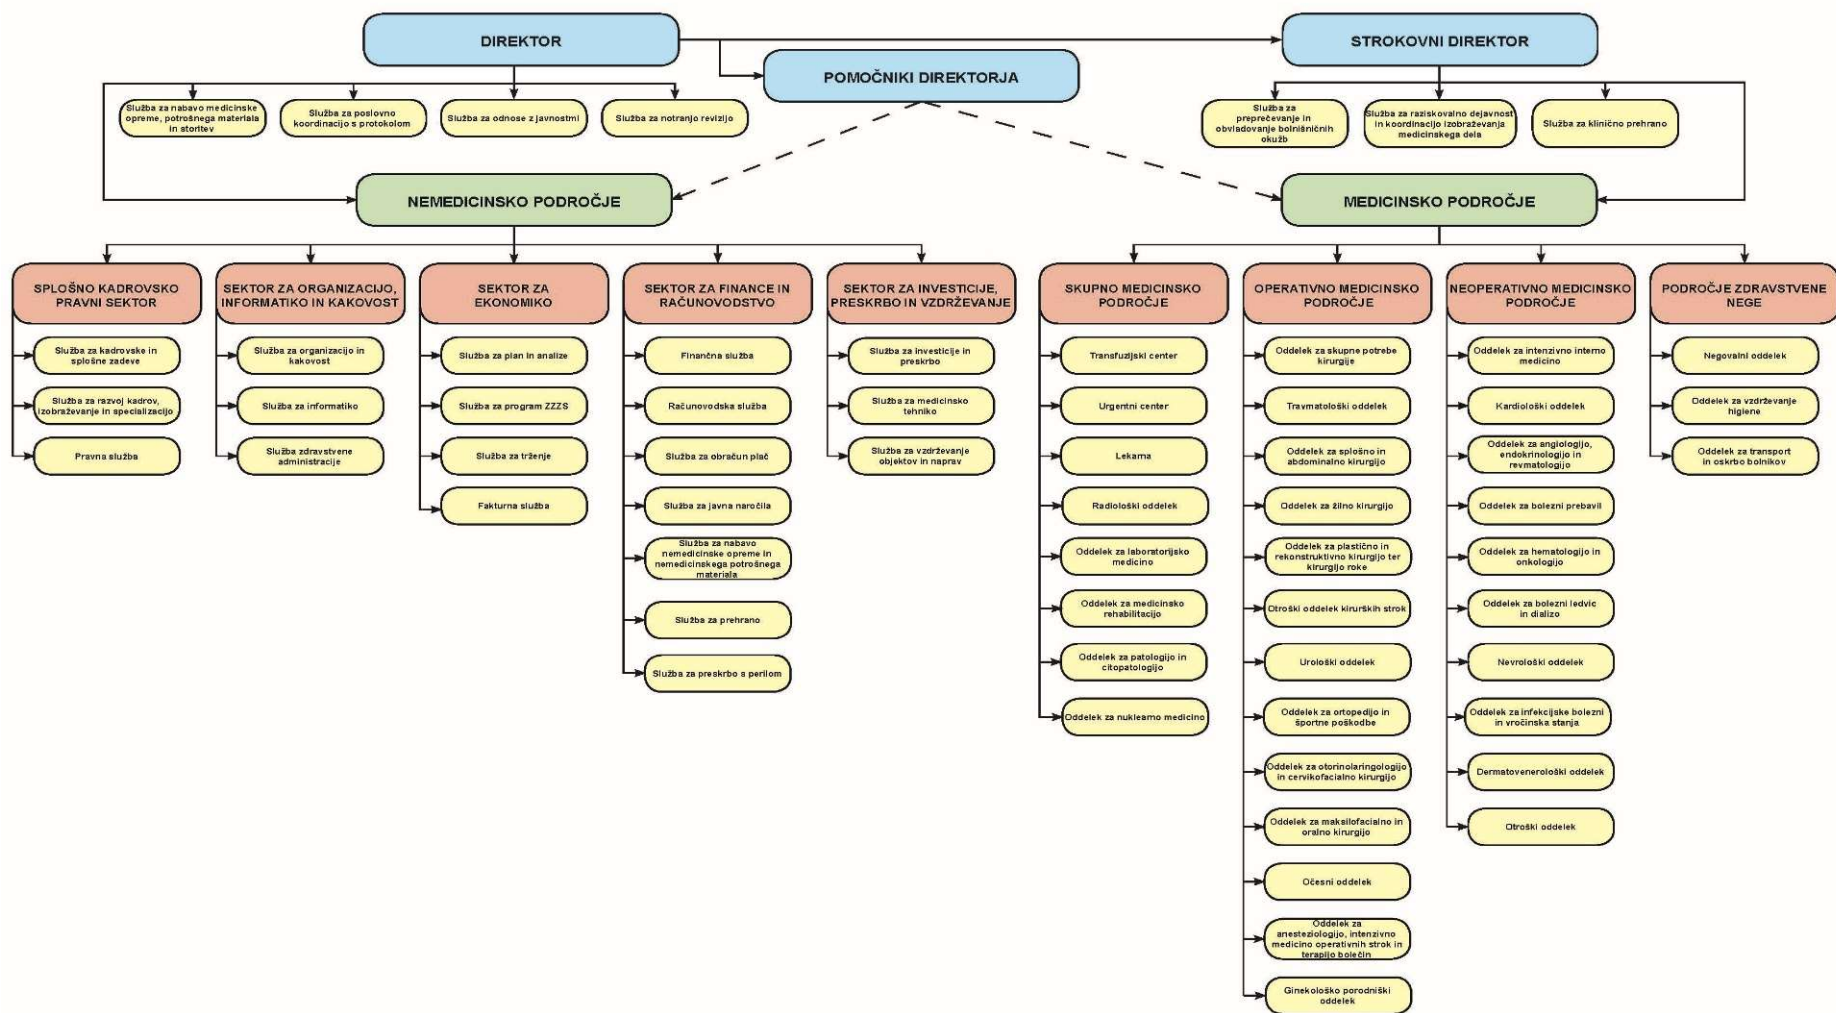 DIREKTOR
STROKOVNI DIREKTOR
POMOČNIKI DIREKTORJA
Služba za nabavo medicinske
opreme, potrošnega materiala
in storitev
Služba za poslovno
koordinacijo s protokolom
Služba za odnose z javnostmi
Služba za notranjo revizijo
Služba za
preprečevanje in
obvladovanje bolnišničnih
okužb
Služba za raziskovalno dejavnost
in koordinacijo izobraževanja
medicinskega dela
Služba za klinično prehrano
NEMEDICINSKO PODROČJE
MEDICINSKO PODROČJE
SPLOŠNO KADROVSKO
PRAVNI SEKTOR
Služba za kadrovske in
splošne zadeve
Služba za razvoj kadrov,
izobraževanje in specializacijo
Pravna služba
SEKTOR ZA ORGANIZACIJO,
INFORMATIKO IN KAKOVOST
Služba za organizacijo in
kakovost
Služba za informatiko
Služba zdravstvene
administracije
SEKTOR ZA
EKONOMIKO
Služba za plan in analize
Služba za program ZZZS
Služba za trženje
Fakturna služba
SEKTOR ZA FINANCE IN
RAČUNOVODSTVO
Finančna služba
Računovodska služba
Služba za obračun plač
Služba za javna naročila
Služba za nabavo
nemedicinske opreme in
nemedicinskega potrošnega
materiala
Služba za prehrano
Služba za preskrbo s perilom
SEKTOR ZA INVESTICIJE,
PRESKRBO IN VZDRŽEVANJE
Služba za investicije in
preskrbo
Služba za medicinsko
tehniko
Služba za vzdrževanje
objektov in naprav
SKUPNO MEDICINSKO
PODROČJE
Transfuzijski center
Urgentni center
Lekarna
Radiološki oddelek
Oddelek za laboratorijsko
medicino
Oddelek za medicinsko
rehabilitacijo
Oddelek za patologijo in
citopatologijo
Oddelek za nuklearno medicino
OPERATIVNO MEDICINSKO
PODROČJE
Oddelek za skupne potrebe
kirurgije
Travmatološki oddelek
Oddelek za splošno in
abdominalno kirurgijo
Oddelek za žilno kirurgijo
Oddelek za plastično in
rekonstruktivno kirurgijo ter
kirurgijo roke
Otroški oddelek kirurških strok
Urološki oddelek
Oddelek za ortopedijo in
športne poškodbe
Oddelek za otorinolaringologijo
in cervikofacialno kirurgijo
Oddelek za maksilofacialno in
oralno kirurgijo
Očesni oddelek
Oddelek za
anesteziologijo, intenzivno
medicino operativnih strok in
terapijo bolečin
Ginekološko porodniški
oddelek
NEOPERATIVNO MEDICINSKO
PODROČJE
Oddelek za intenzivno interno
medicino
Kardiološki oddelek
Oddelek za angiologijo,
endokrinologijo in
revmatologijo
Oddelek za bolezni prebavil
Oddelek za hematologijo in
onkologijo
Oddelek za bolezni ledvic
in dializo
Nevrološki oddelek
Oddelek za infekcijske bolezni
in vročinska stanja
Dermatovenerološki oddelek
Otroški oddelek
PODROČJE ZDRAVSTVENE
NEGE
Negovalni oddelek
Oddelek za vzdrževanje
higiene
Oddelek za transport
in oskrbo bolnikov